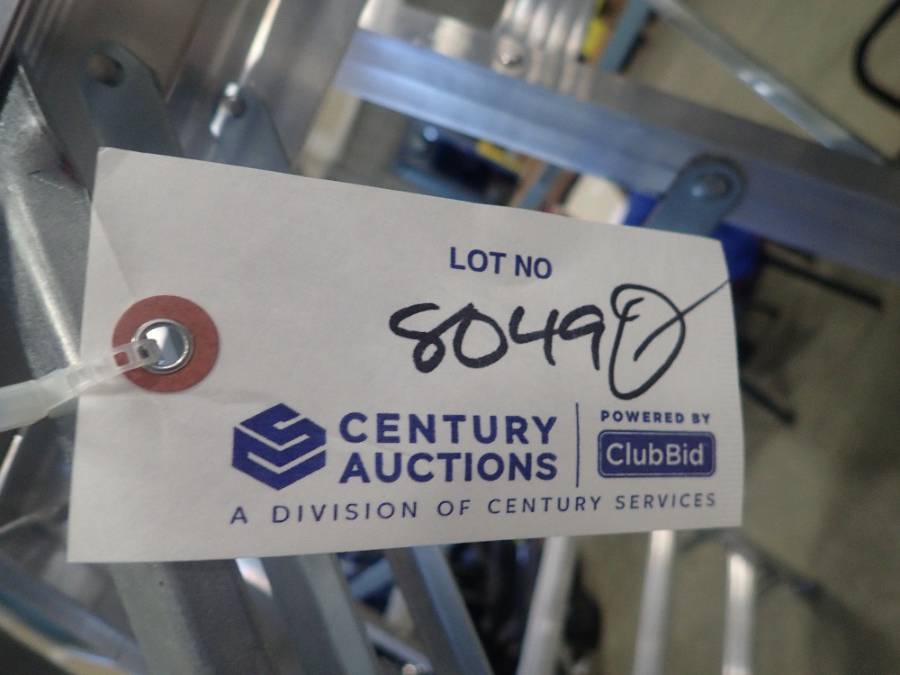 LOT NO
8049
CENTURY
AUCTIONS
POWERED BY
ClubBid
A DIVISION OF CENTURY SERVICES